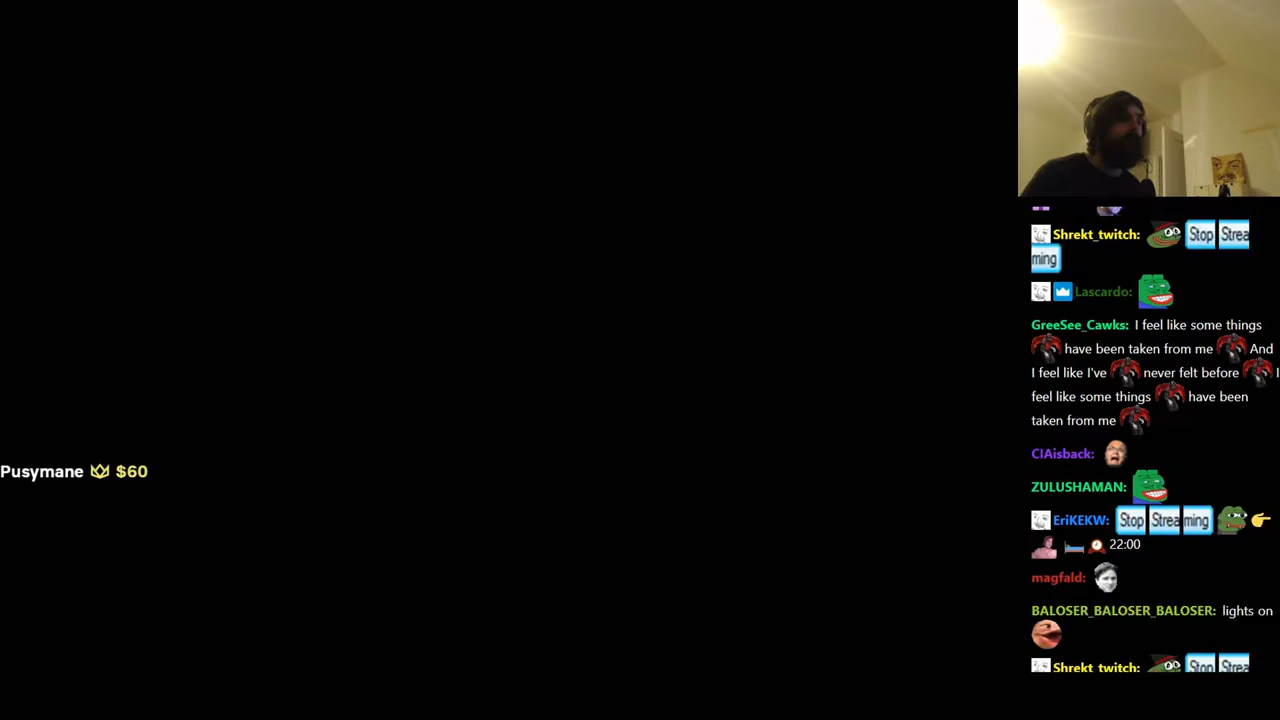 Shrekt_twitch: Stop Strea
ming
Lascardo:
GreeSee_Cawks: I feel like some things
have been taken from me And
I feel like I've never felt before I
feel like some things have been
taken from me
CIAisback:
Pusymane $60
ZULUSHAMAN:
EriKEKW: Stop Strea ming
22:00
magfald:
BALOSER_BALOSER_BALOSER: lights on
Shrekt_twitch: Stop Strea